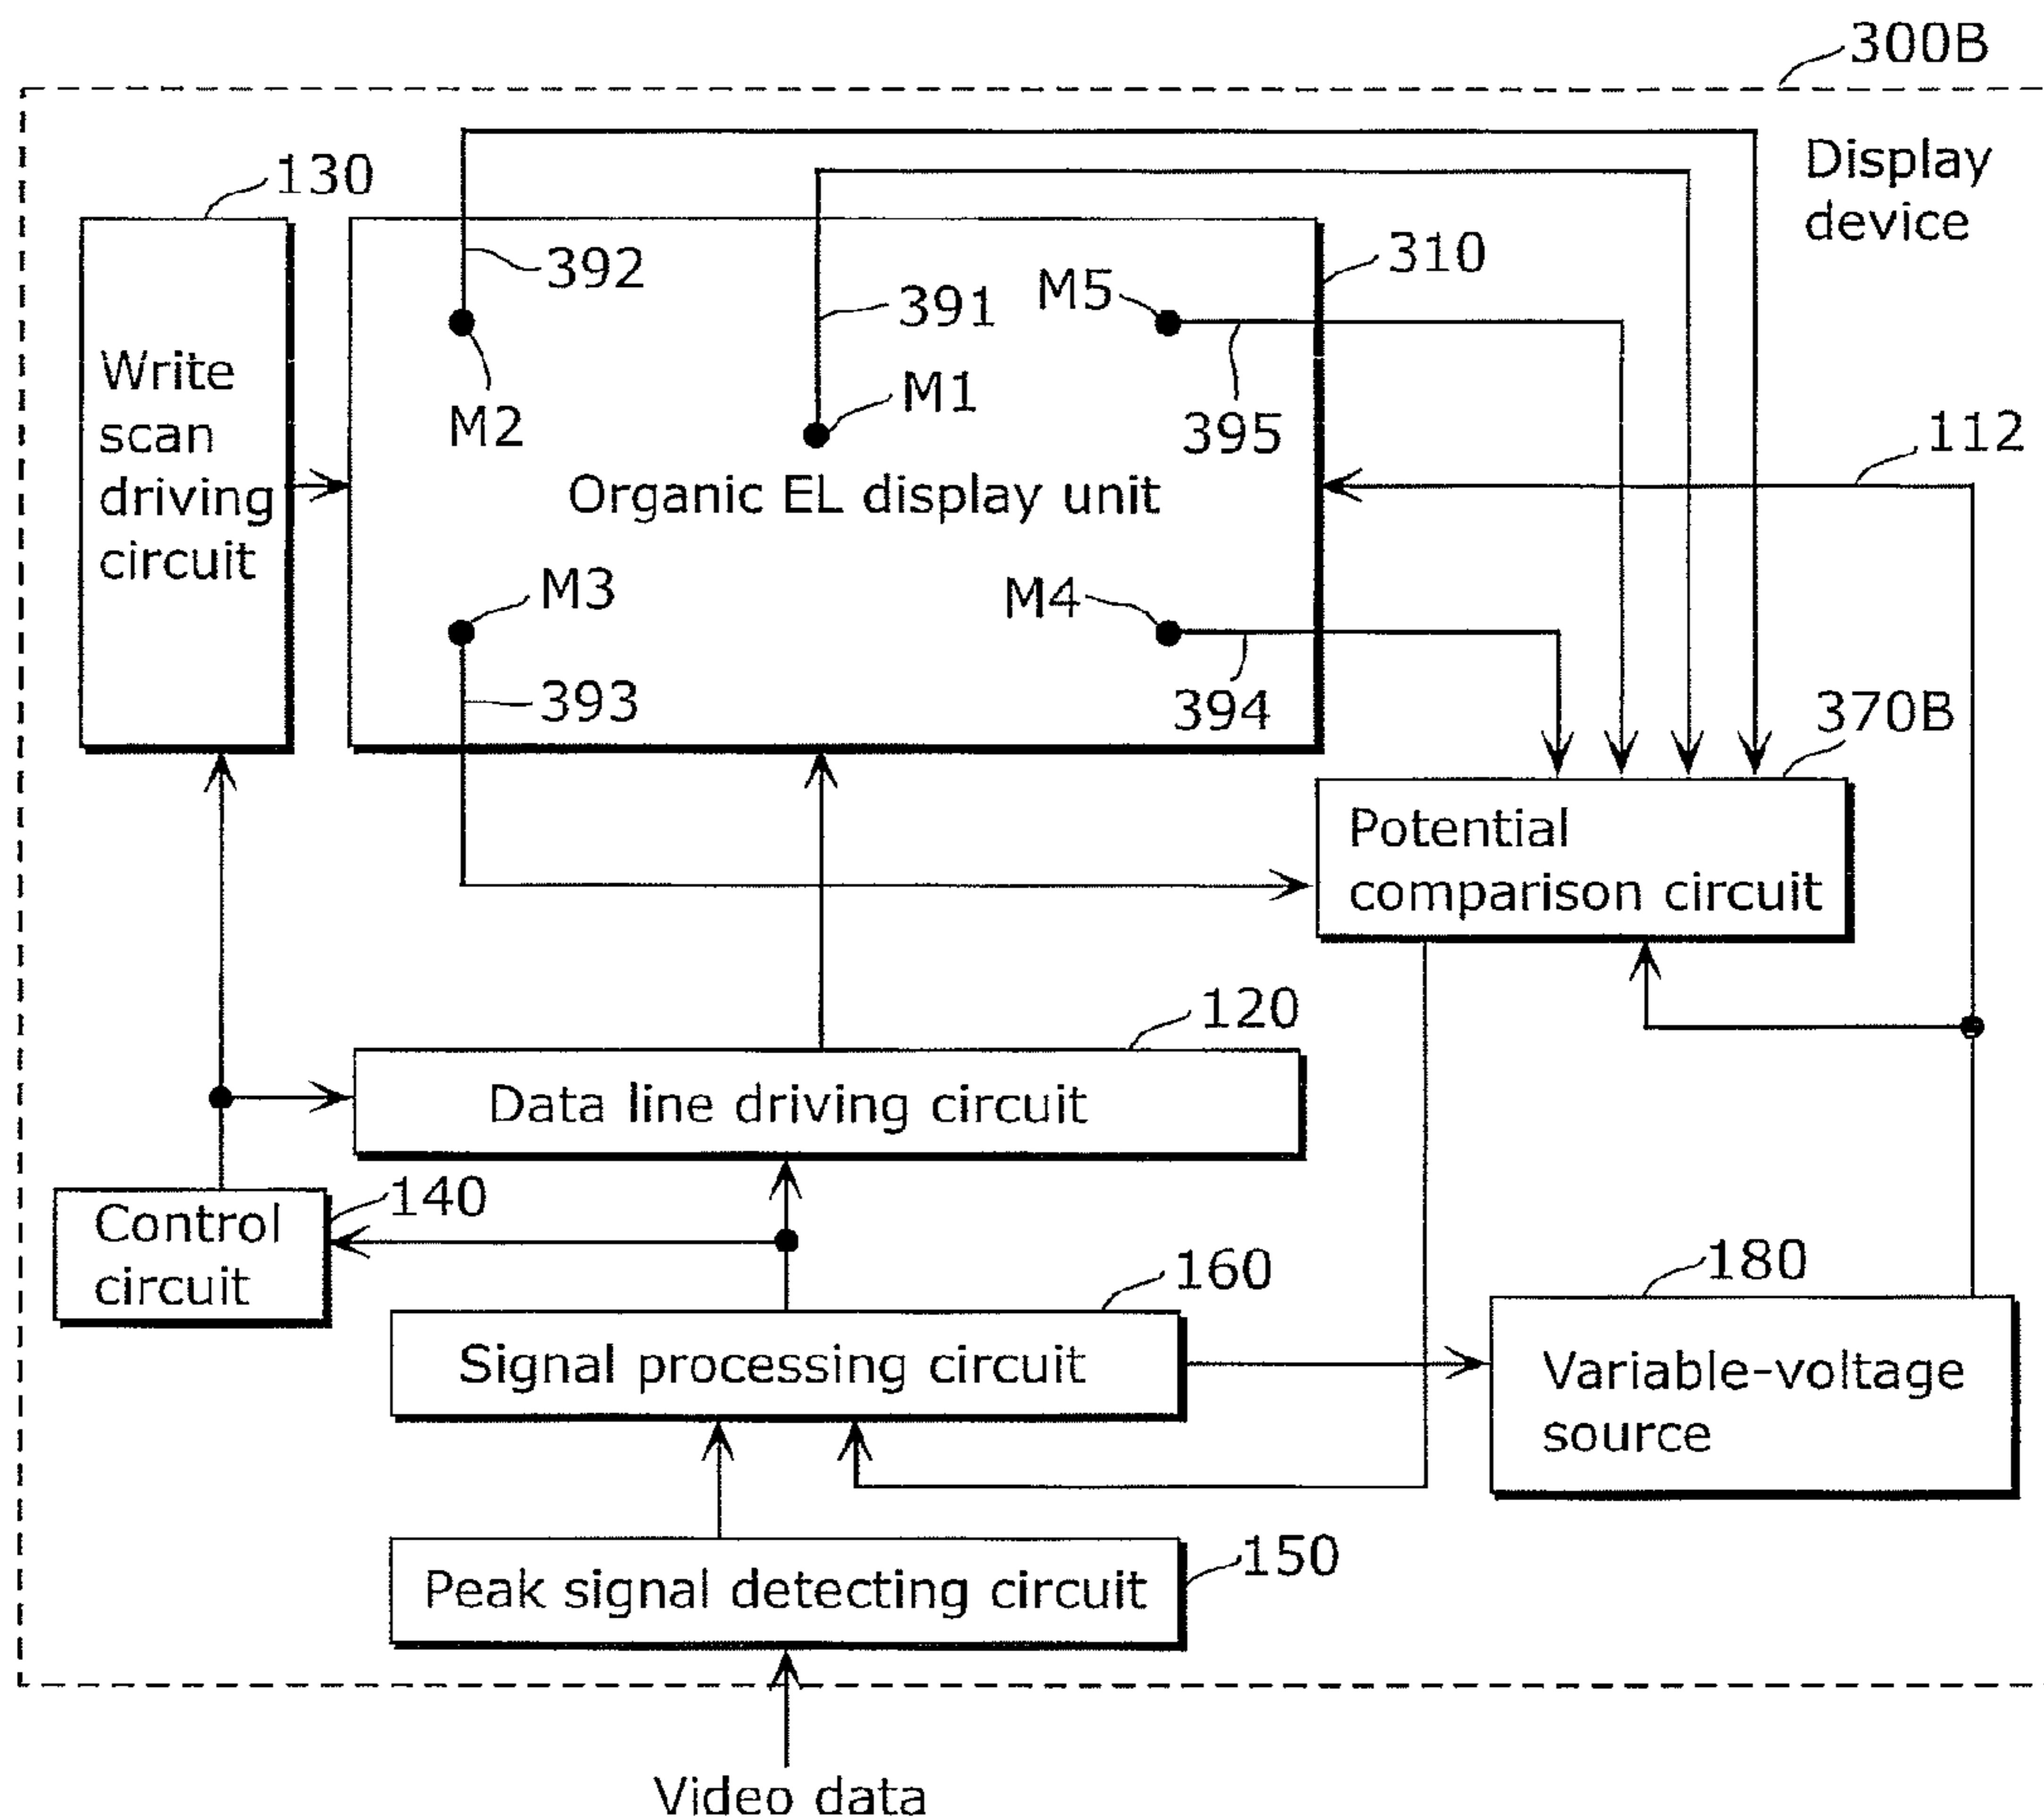 300B
Display
device
130
392
391
M5
310
M2
M1
395
112
Write
scan
driving
circuit
Organic EL display unit
M3
M4
393
394
370B
Potential
comparison circuit
120
Data line driving circuit
140
Control
circuit
160
180
Signal processing circuit
Variable-voltage
source
150
Peak signal detecting circuit
Video data